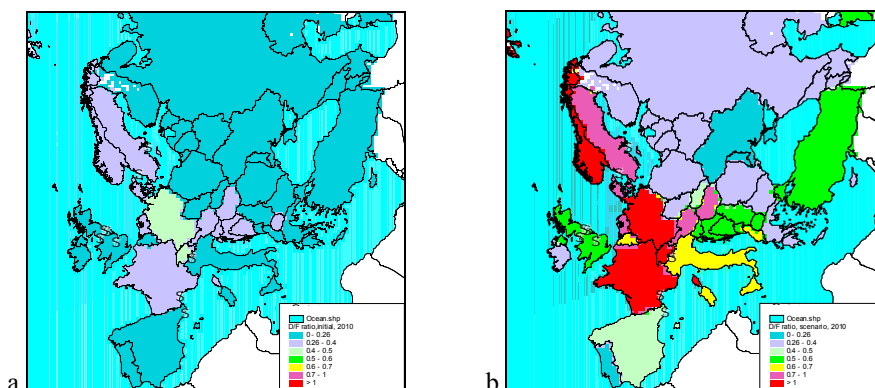 Ocean.shp
D/F ratio,initial, 2010
0 - 0.26
0.26 - 0.4
0.4 - 0.5
0.5 - 0.6
0.6 - 0.7
0.7 - 1
> 1
a
Ocean.shp
D/F ratio, scenario, 2010
0 - 0.26
0.26 - 0.4
0.4 - 0.5
0.5 - 0.6
0.6 - 0.7
0.7 - 1
> 1
b